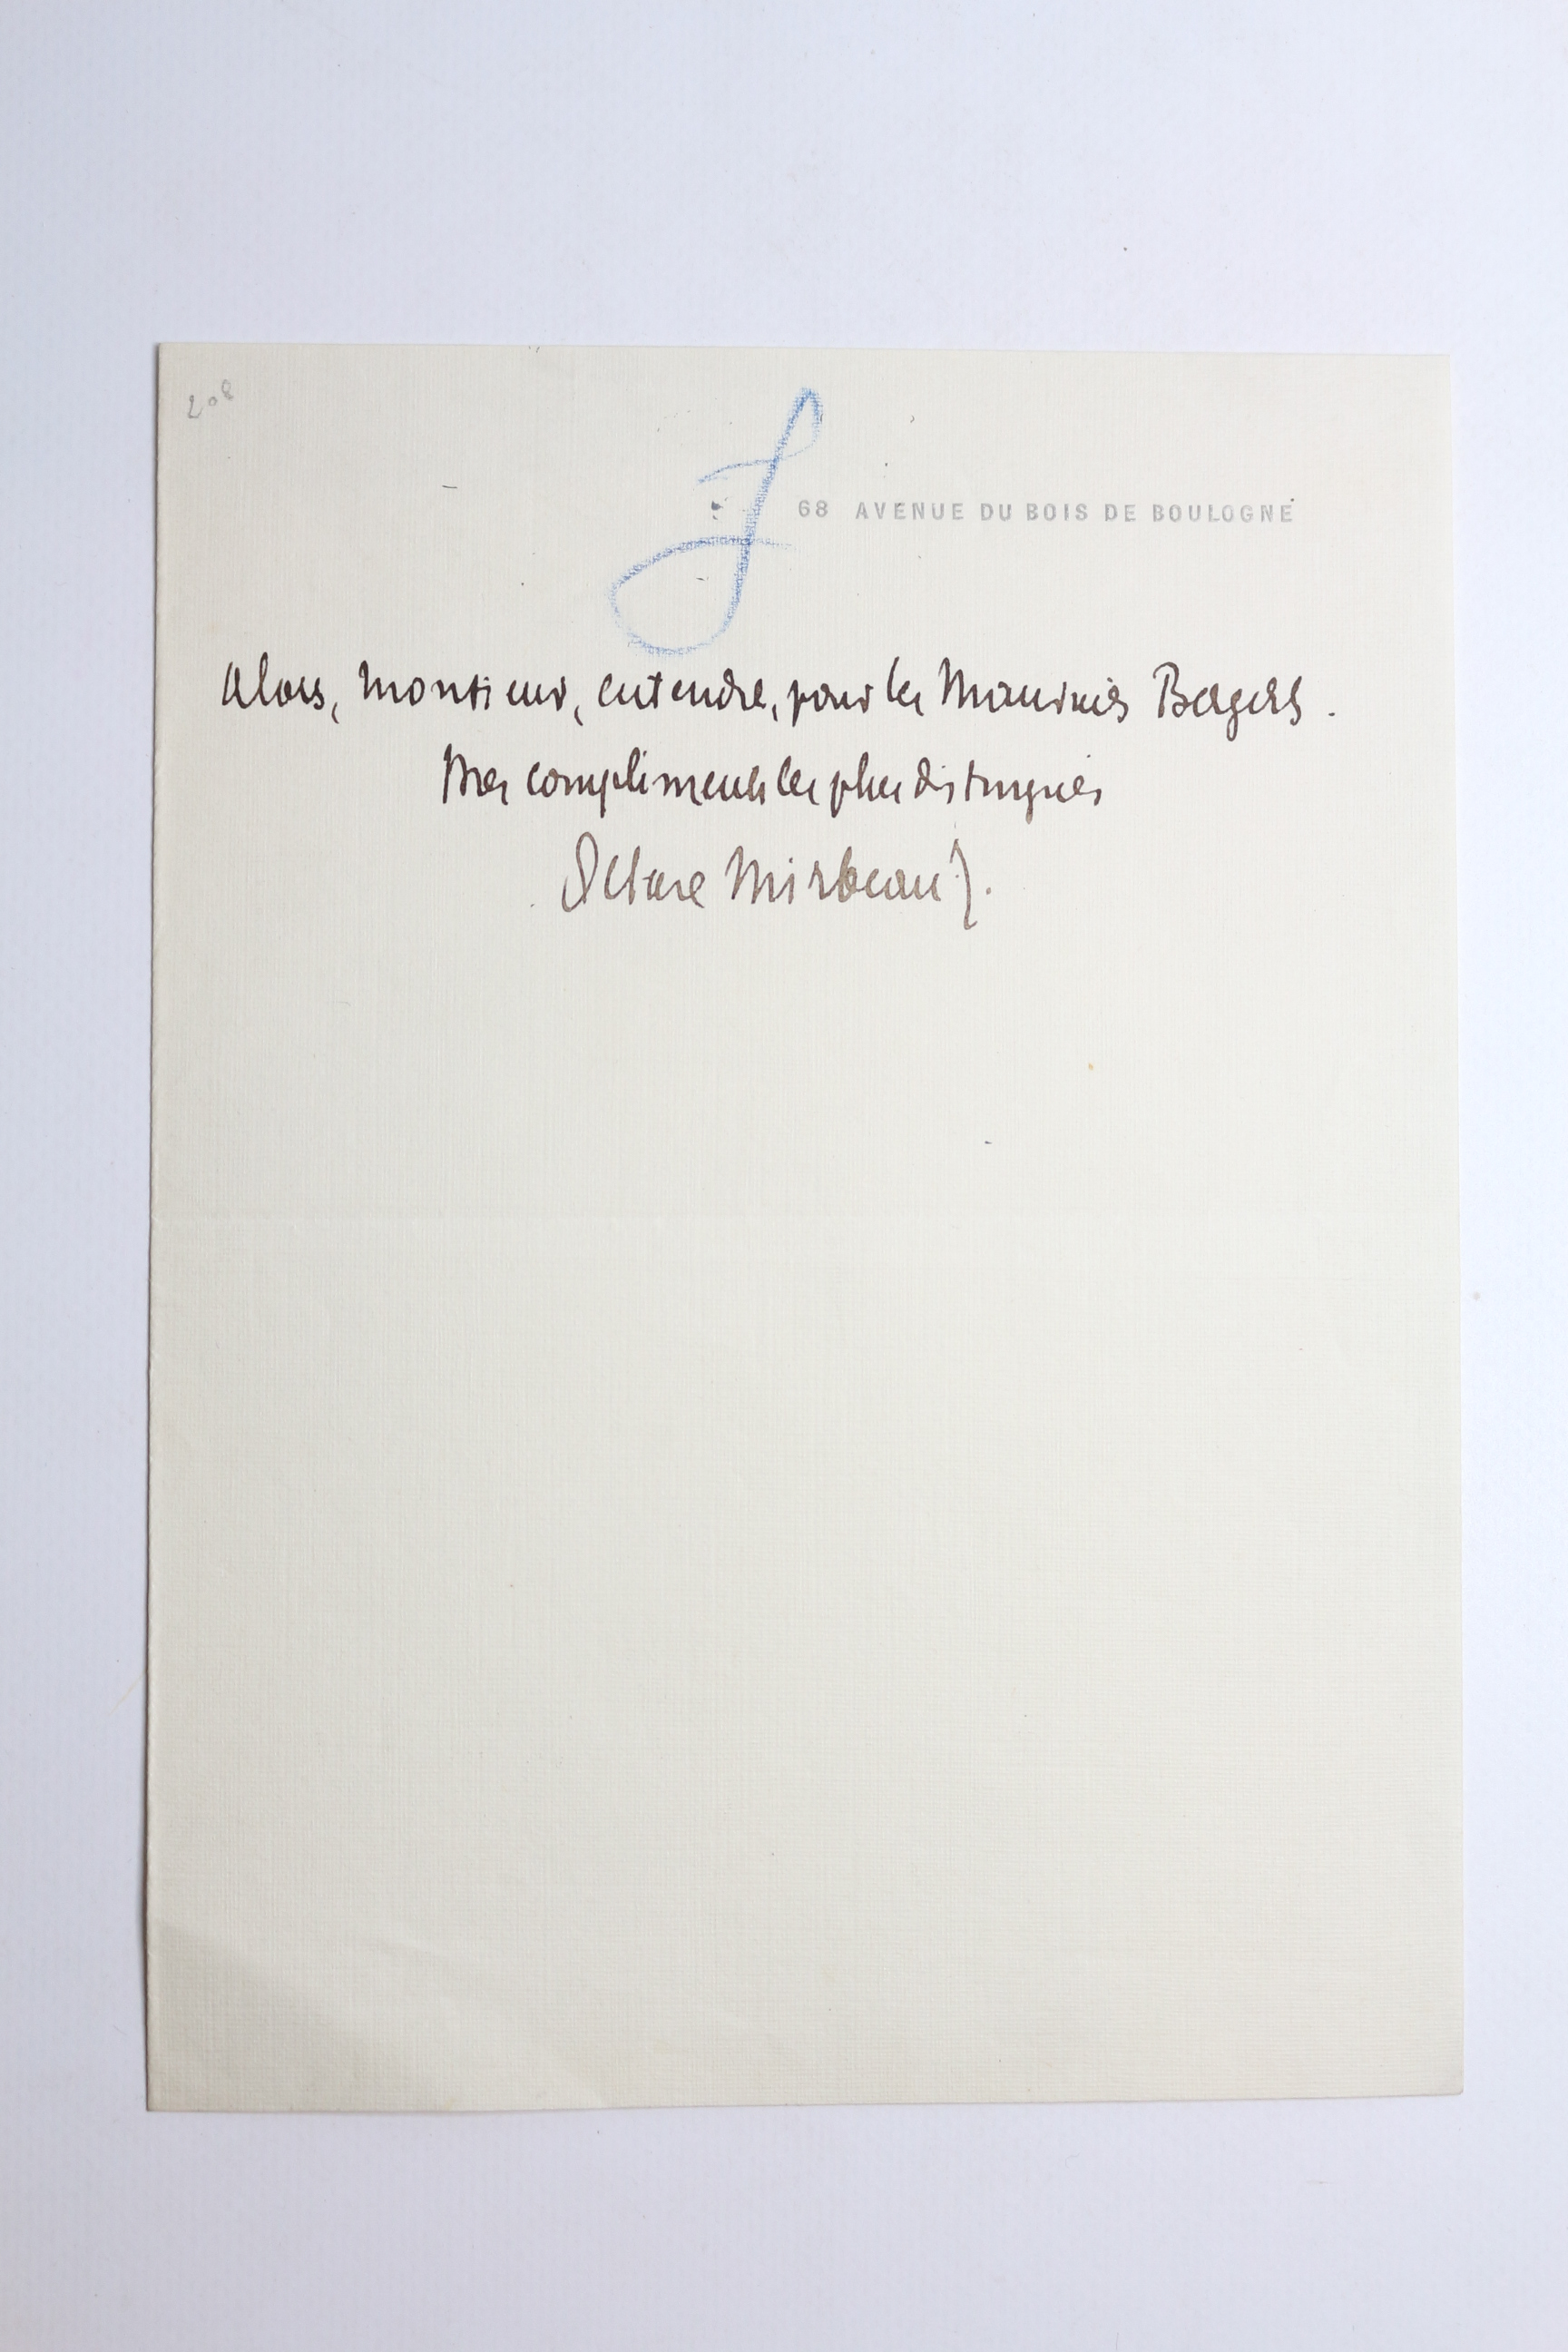 208
J
68 AVENUE DU BOIS DE BOULOGNE
Alors, monsieur, entendre, pour les Mauvais Bergers.
Mes compliments les plus distingués
Octave Mirbeau